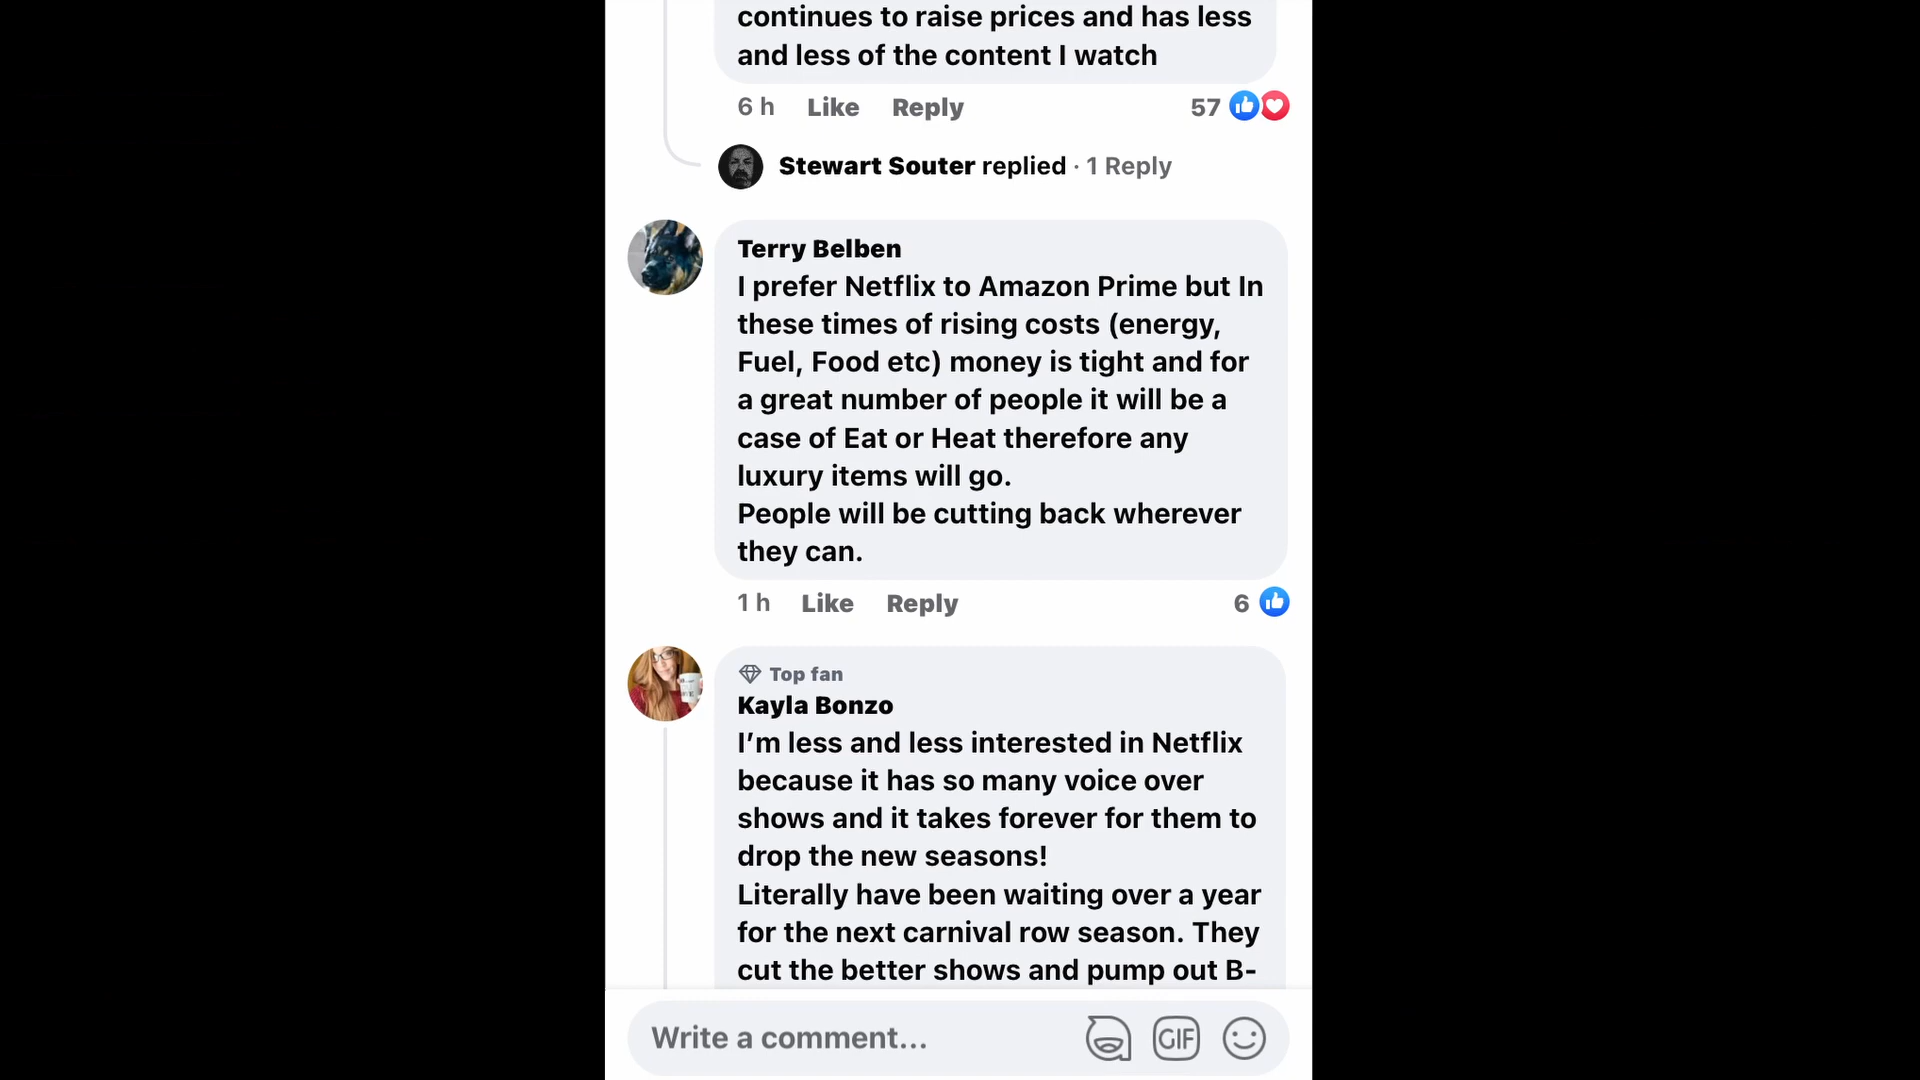 continues to raise prices and has less
and less of the content I watch
6 h Like Reply 57
Stewart Souter replied · 1 Reply
Terry Belben
I prefer Netflix to Amazon Prime but In
these times of rising costs (energy,
Fuel, Food etc) money is tight and for
a great number of people it will be a
case of Eat or Heat therefore any
luxury items will go.
People will be cutting back wherever
they can.
1 h Like Reply 6
Top fan
Kayla Bonzo
I’m less and less interested in Netflix
because it has so many voice over
shows and it takes forever for them to
drop the new seasons!
Literally have been waiting over a year
for the next carnival row season. They
cut the better shows and pump out B-
Write a comment...
GIF